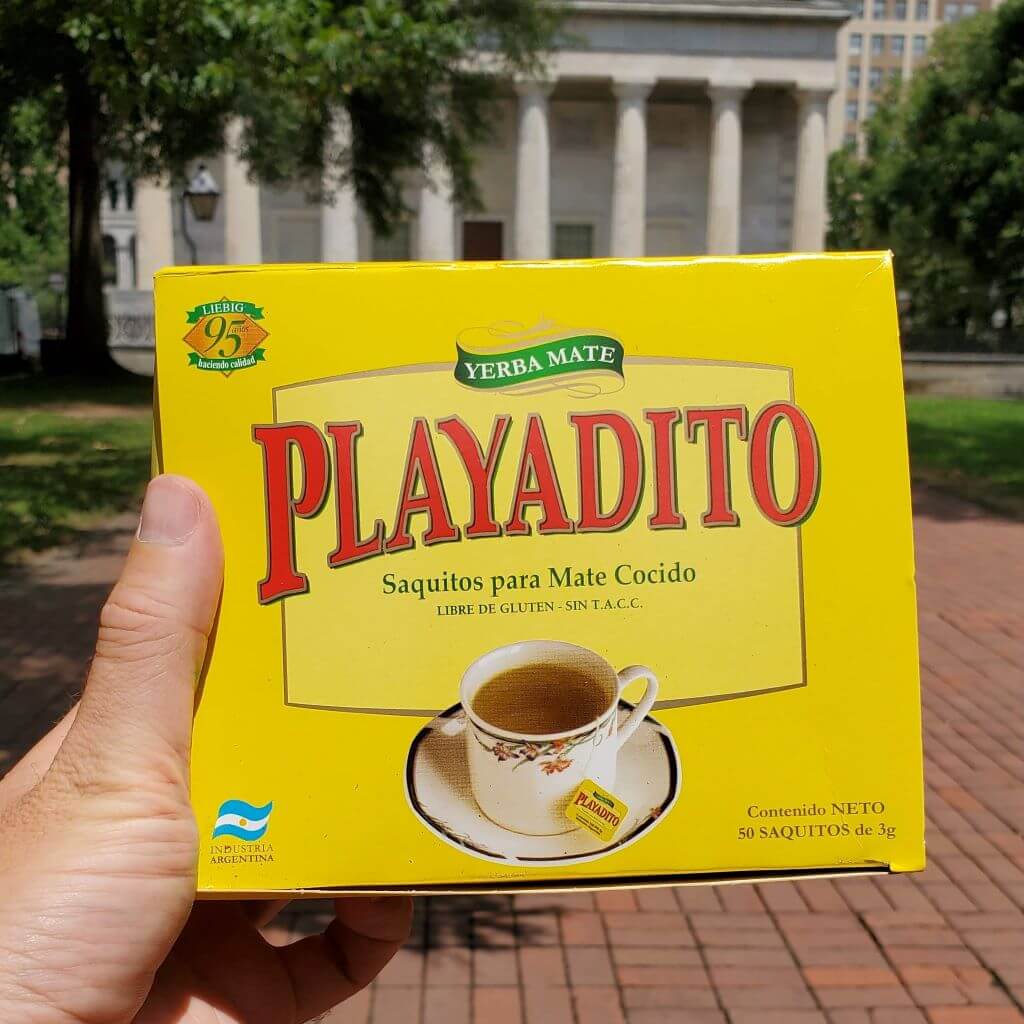 LIEBIG
95 años
haciendo calidad
YERBA MATE
PLAYADITO
Saquitos para Mate Cocido
LIBRE DE GLUTEN - SIN T.A.C.C.
PLAYADITO
Contenido NETO
50 SAQUITOS de 3g
INDUSTRIA
ARGENTINA